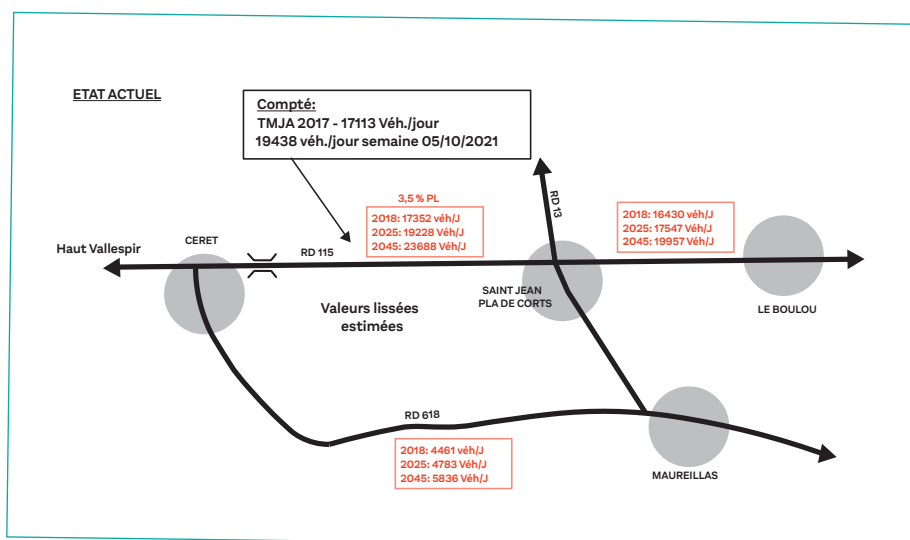 ETAT ACTUEL
Compté:
TMJA 2017 - 17113 Véh./jour
19438 véh./jour semaine 05/10/2021
3,5 % PL
2018: 17352 véh/J
2025: 19228 Véh/J
2045: 23688 Véh/J
RD 13
2018: 16430 véh/J
2025: 17547 Véh/J
2045: 19957 Véh/J
Haut Vallespir
CERET
RD 115
SAINT JEAN
PLA DE CORTS
LE BOULOU
Valeurs lissées
estimées
RD 618
2018: 4461 véh/J
2025: 4783 Véh/J
2045: 5836 Véh/J
MAUREILLAS